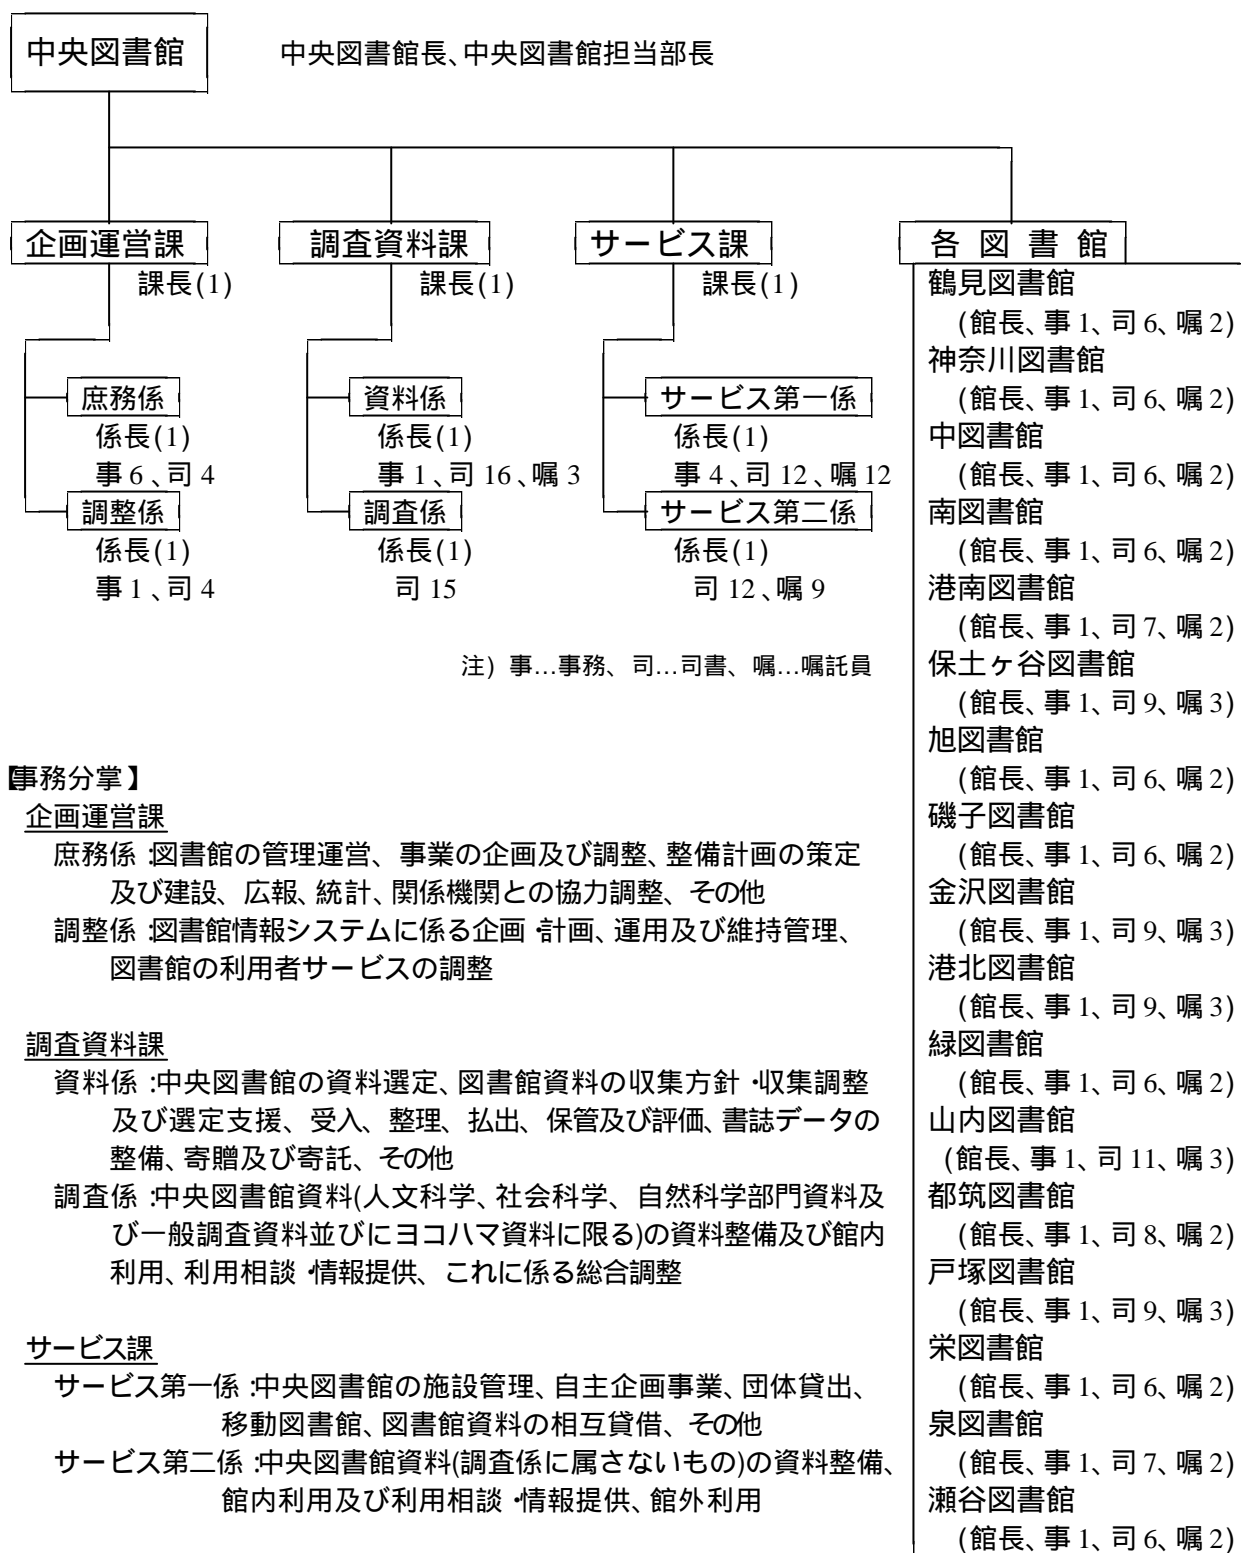 中央図書館
中央図書館長、中央図書館担当部長
企画運営課
課長(1)
庶務係
係長(1)
事 6、司 4
調整係
係長(1)
事 1、司 4
調査資料課
課長(1)
資料係
係長(1)
事 1、司 16、嘱 3
調査係
係長(1)
司 15
サービス課
課長(1)
サービス第一係
係長(1)
事 4、司 12、嘱 12
サービス第二係
係長(1)
司 12、嘱 9
注) 事…事務、司…司書、嘱…嘱託員
各 図 書 館
鶴見図書館
(館長、事 1、司 6、嘱 2)
神奈川図書館
(館長、事 1、司 6、嘱 2)
中図書館
(館長、事 1、司 6、嘱 2)
南図書館
(館長、事 1、司 6、嘱 2)
港南図書館
(館長、事 1、司 7、嘱 2)
保土ヶ谷図書館
(館長、事 1、司 9、嘱 3)
旭図書館
(館長、事 1、司 6、嘱 2)
磯子図書館
(館長、事 1、司 6、嘱 2)
金沢図書館
(館長、事 1、司 9、嘱 3)
港北図書館
(館長、事 1、司 9、嘱 3)
緑図書館
(館長、事 1、司 6、嘱 2)
山内図書館
(館長、事 1、司 11、嘱 3)
都筑図書館
(館長、事 1、司 8、嘱 2)
戸塚図書館
(館長、事 1、司 9、嘱 3)
栄図書館
(館長、事 1、司 6、嘱 2)
泉図書館
(館長、事 1、司 7、嘱 2)
瀬谷図書館
(館長、事 1、司 6、嘱 2)
【事務分掌】
企画運営課
庶務係:図書館の管理運営、事業の企画及び調整、整備計画の策定
及び建設、広報、統計、関係機関との協力調整、その他
調整係:図書館情報システムに係る企画・計画、運用及び維持管理、
図書館の利用者サービスの調整
調査資料課
資料係:中央図書館の資料選定、図書館資料の収集方針・収集調整
及び選定支援、受入、整理、払出、保管及び評価、書誌データの
整備、寄贈及び寄託、その他
調査係:中央図書館資料(人文科学、社会科学、自然科学部門資料及
び一般調査資料並びにヨコハマ資料に限る)の資料整備及び館内
利用、利用相談・情報提供、これに係る総合調整
サービス課
サービス第一係:中央図書館の施設管理、自主企画事業、団体貸出、
移動図書館、図書館資料の相互貸借、その他
サービス第二係:中央図書館資料(調査係に属さないもの)の資料整備、
館内利用及び利用相談・情報提供、館外利用